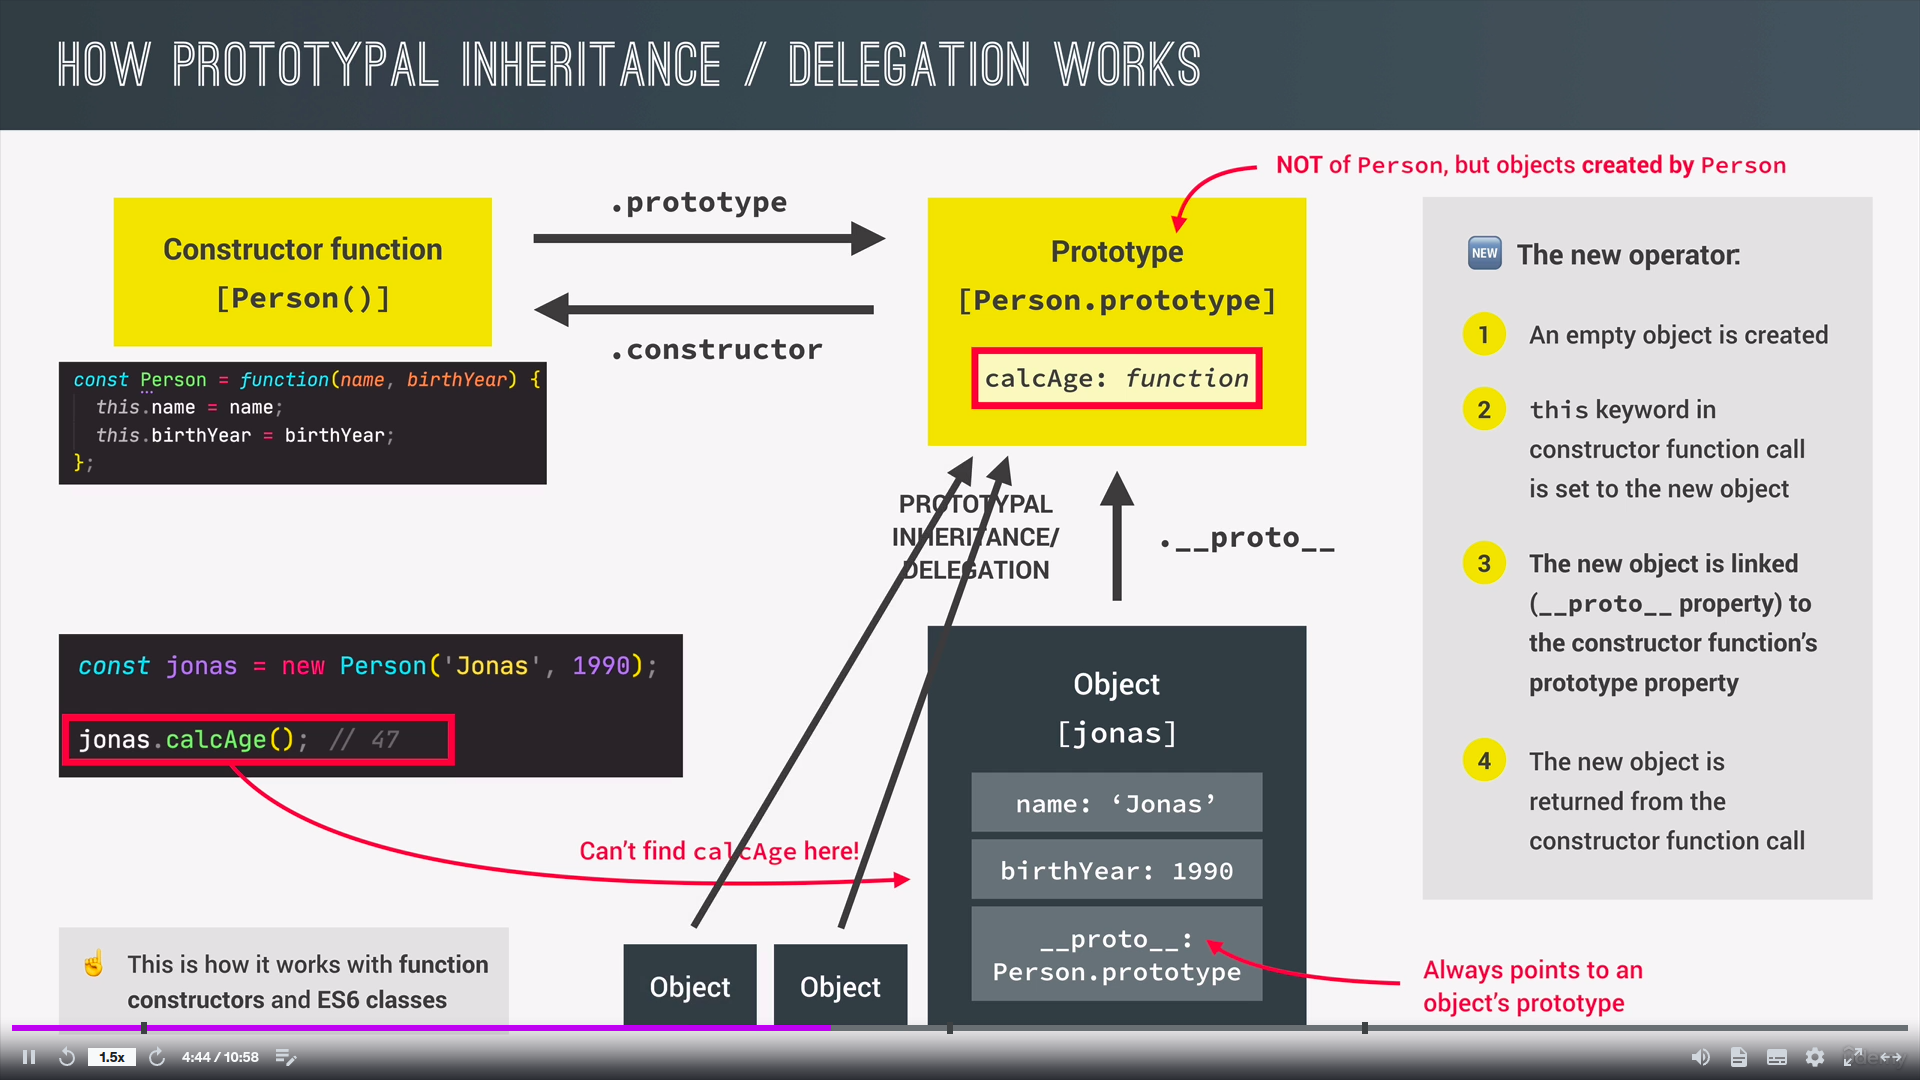 HOW PROTOTYPAL INHERITANCE / DELEGATION WORKS
NOT of Person, but objects created by Person
Constructor function
[Person()]
.prototype
.constructor
Prototype
[Person.prototype]
calcAge: function
const Person = function(name, birthYear) {
this.name = name;
this.birthYear = birthYear;
};
PROTOTYPAL
INHERITANCE/
DELEGATION
.__proto__
const jonas = new Person('Jonas', 1990);
jonas.calcAge(); // 47
Can't find calcAge here!
Object
[jonas]
name: ‘Jonas’
birthYear: 1990
__proto__:
Person.prototype
Object
Object
☝ This is how it works with function
constructors and ES6 classes
NEW The new operator:
1 An empty object is created
2 this keyword in
constructor function call
is set to the new object
3 The new object is linked
(__proto__ property) to
the constructor function’s
prototype property
4 The new object is
returned from the
constructor function call
Always points to an
object’s prototype
1.5x
4:44 / 10:58